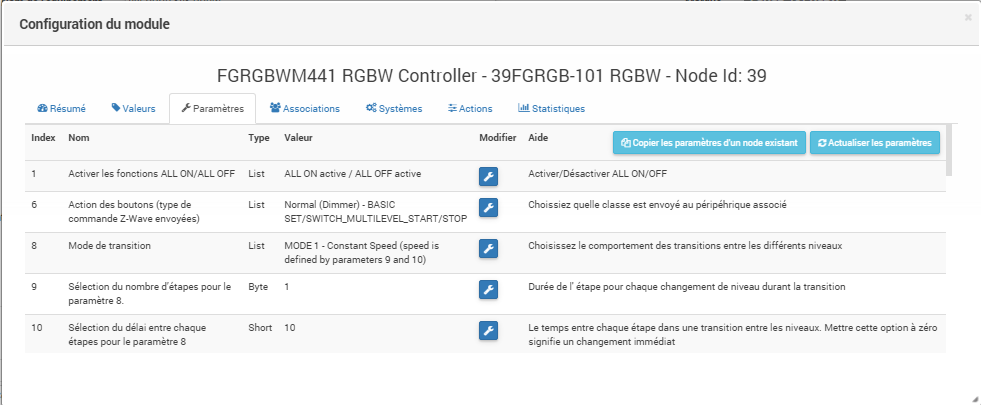 Configuration du module
×
FGRGBWM441 RGBW Controller - 39FGRGB-101 RGBW - Node Id: 39
Résumé Valeurs Paramètres Associations Systèmes Actions Statistiques
Index Nom Type Valeur Modifier Aide Copier les paramètres d'un node existant Actualiser les paramètres
1 Activer les fonctions ALL ON/ALL OFF List ALL ON active / ALL OFF active Activer/Désactiver ALL ON/OFF
6 Action des boutons (type de List Normal (Dimmer) - BASIC Choissiez quelle classe est envoyé au péripéhrique associé
commande Z-Wave envoyées) SET/SWITCH_MULTILEVEL_START/STOP
8 Mode de transition List MODE 1 - Constant Speed (speed is Choisissez le comportement des transitions entre les différents niveaux
defined by parameters 9 and 10)
9 Sélection du nombre d'étapes pour le Byte 1 Durée de l' étape pour chaque changement de niveau durant la transition
paramètre 8.
10 Sélection du délai entre chaque Short 10 Le temps entre chaque étape dans une transition entre les niveaux. Mettre cette option à zéro
étapes pour le paramètre 8 signifie un changement immédiat